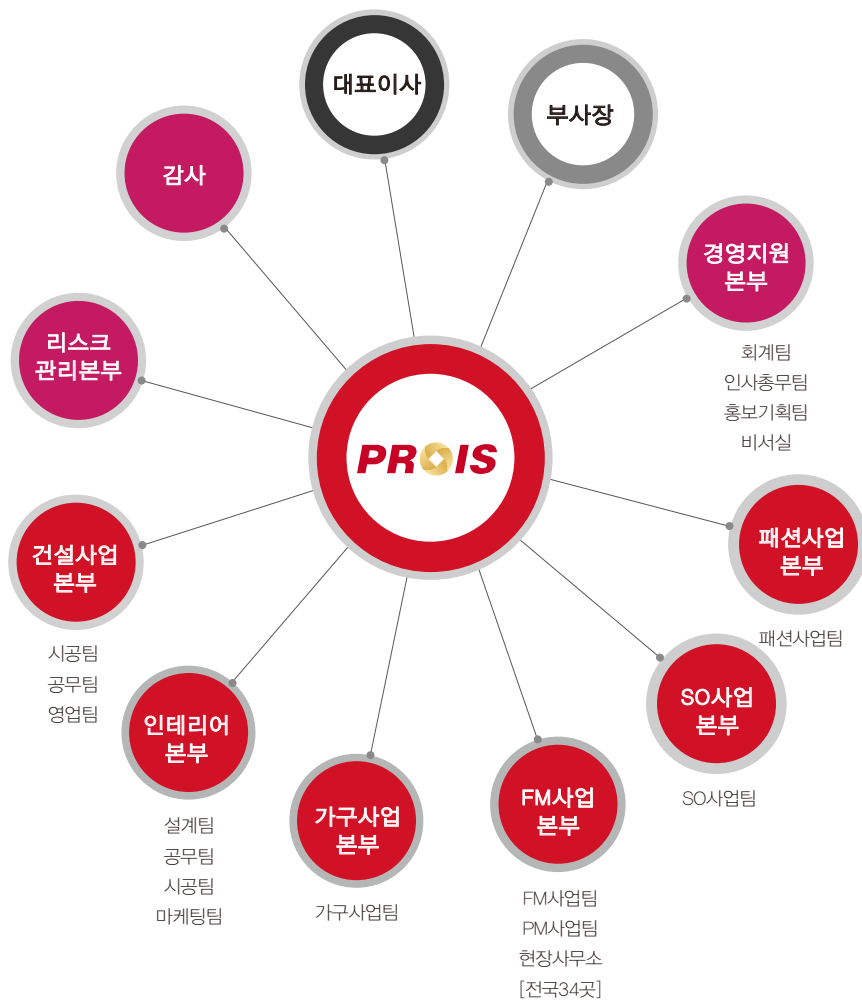 대표이사
부사장
감사
경영지원
본부
회계팀
인사총무팀
홍보기획팀
비서실
리스크
관리본부
PROIS
건설사업
본부
시공팀
공무팀
영업팀
패션사업
본부
패션사업팀
인테리어
본부
설계팀
공무팀
시공팀
마케팅팀
가구사업
본부
가구사업팀
FM사업
본부
FM사업팀
PM사업팀
현장사무소
[전국34곳]
SO사업
본부
SO사업팀